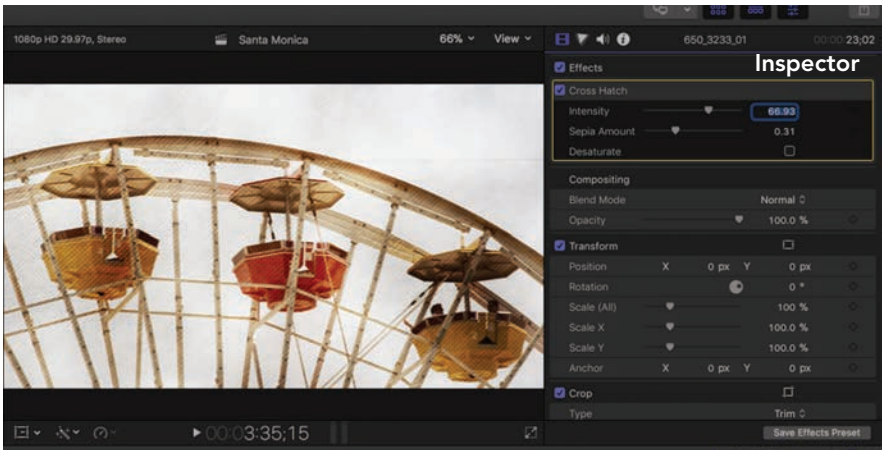 1080p HD 29.97p, Stereo Santa Monica 66% View 650_3233_01 00:00:23;02
Effects Inspector
Cross Hatch
Intensity 66.93
Sepia Amount 0.31
Desaturate
Compositing
Blend Mode Normal
Opacity 100.0 %
Transform
Position X 0 px Y 0 px
Rotation 0 °
Scale (All) 100 %
Scale X 100.0 %
Scale Y 100.0 %
Anchor X 0 px Y 0 px
Crop
Type Trim
00:03:35;15 Save Effects Preset